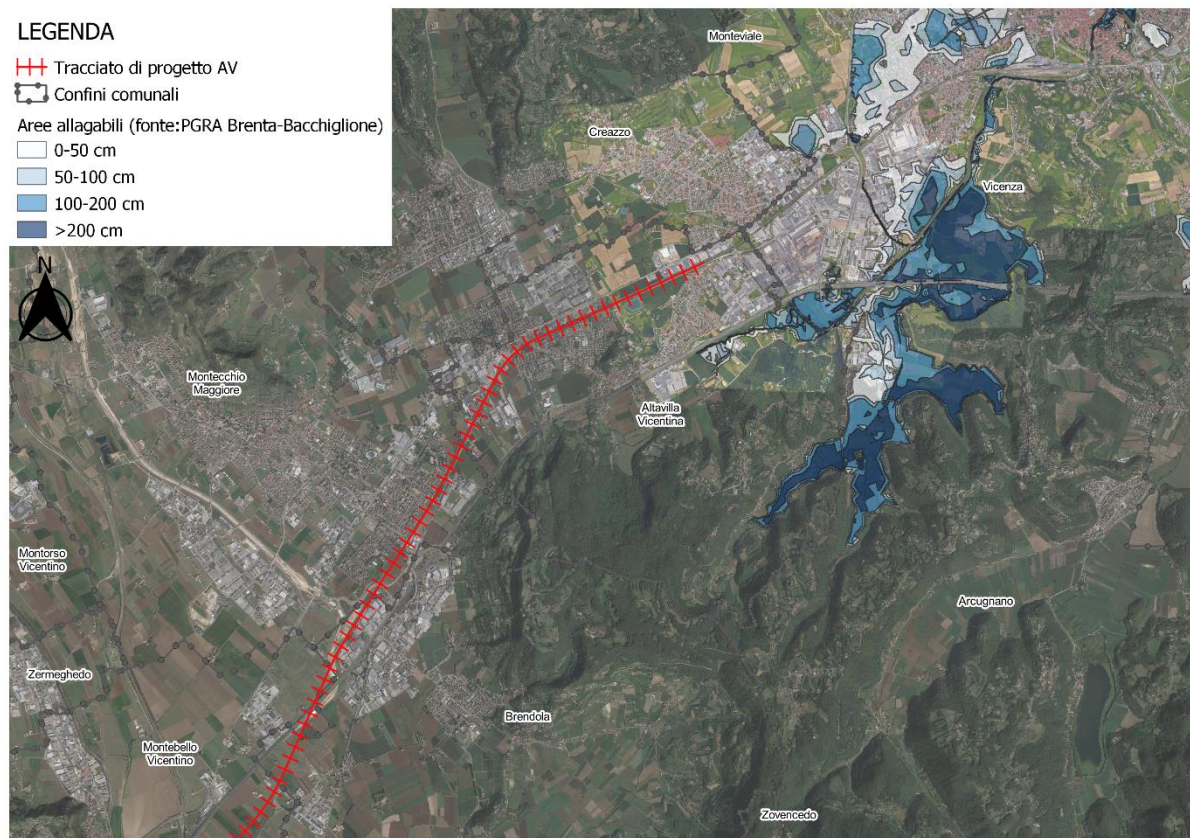 LEGENDA
Tracciato di progetto AV
Confini comunali
Aree allagabili (fonte:PGRA Brenta-Bacchiglione)
0-50 cm
50-100 cm
100-200 cm
>200 cm
N
Monteviale
Creazzo
Vicenza
Montecchio
Maggiore
Altavilla
Vicentina
Montorso
Vicentino
Arcugnano
Zermeghedo
Brendola
Montebello
Vicentino
Zovencedo